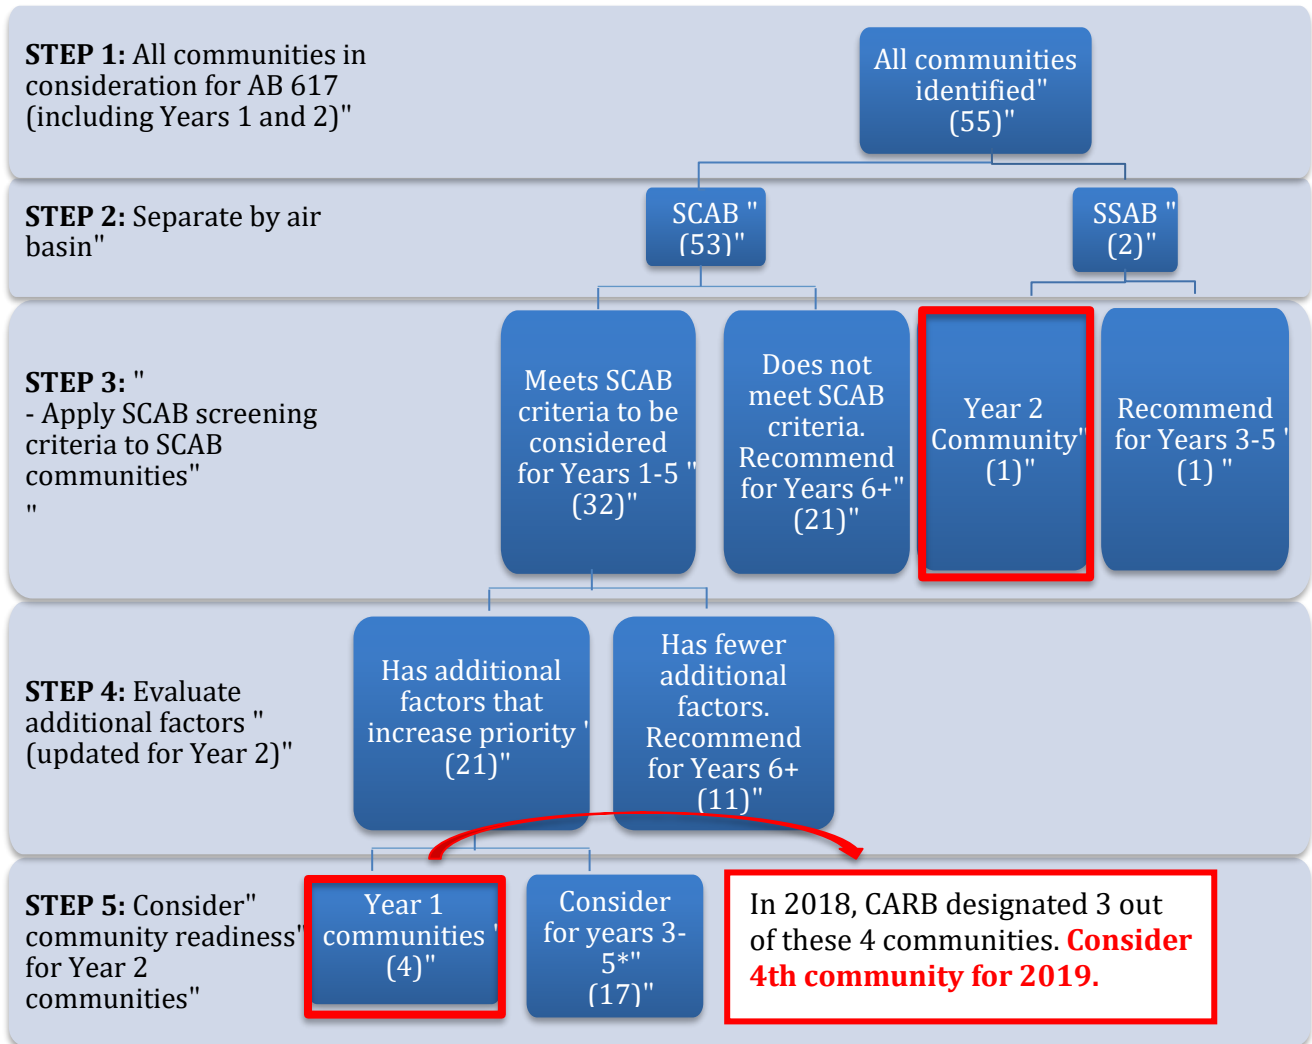 STEP 1: All communities in
consideration for AB 617
(including Years 1 and 2)"
All communities
identified"
(55)"
STEP 2: Separate by air
basin"
SCAB "
(53)"
SSAB "
(2)"
STEP 3: "
- Apply SCAB screening
criteria to SCAB
communities"
"
Meets SCAB
criteria to be
considered
for Years 1-5 "
(32)"
Does not
meet SCAB
criteria.
Recommend
for Years 6+"
(21)"
Year 2
Community"
(1)"
Recommend
for Years 3-5 "
(1) "
STEP 4: Evaluate
additional factors "
(updated for Year 2)"
Has additional
factors that
increase priority "
(21)"
Has fewer
additional
factors.
Recommend
for Years 6+
(11)"
STEP 5: Consider"
community readiness"
for Year 2
communities"
Year 1
communities "
(4)"
Consider
for years 3-
5*"
(17)"
In 2018, CARB designated 3 out
of these 4 communities. Consider
4th community for 2019.